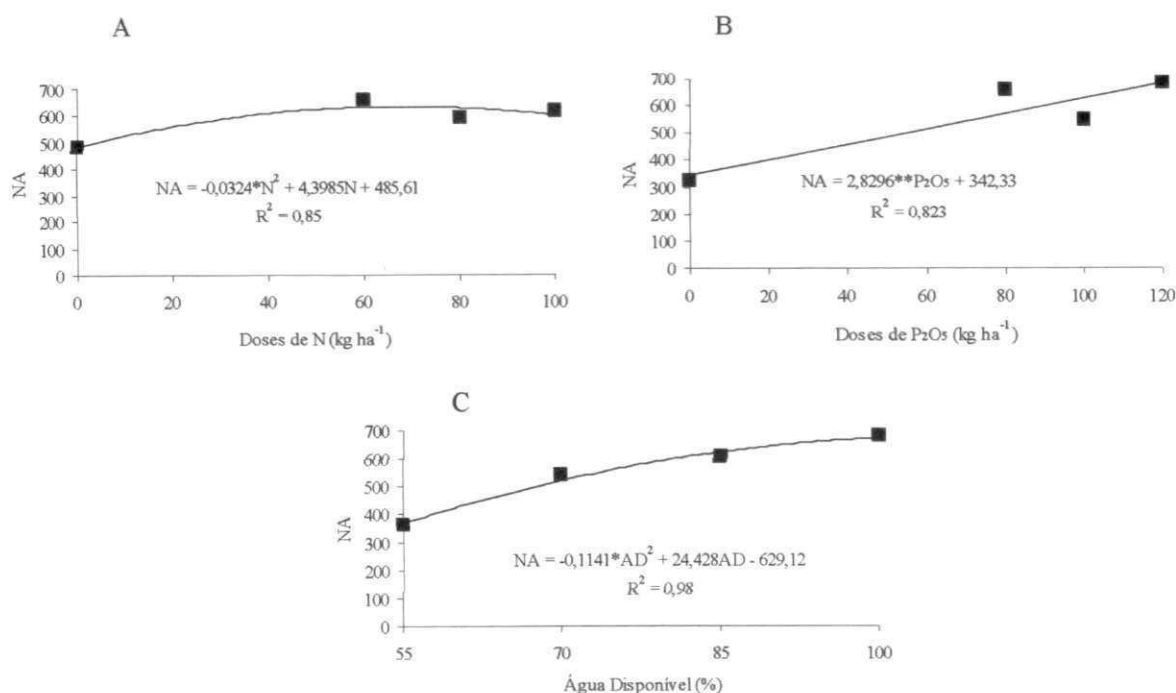 A
NA
700
600
500
400
300
200
100
0
NA = -0,0324*N² + 4,3985N + 485,61
R² = 0,85
0 20 40 60 80 100
Doses de N (kg ha⁻¹)
B
NA
700
600
500
400
300
200
100
0
NA = 2,8296**P₂O₅ + 342,33
R² = 0,823
0 20 40 60 80 100 120
Doses de P₂O₅ (kg ha⁻¹)
C
NA
700
600
500
400
300
200
100
0
NA = -0,1141*AD² + 24,428AD - 629,12
R² = 0,98
55 70 85 100
Água Disponível (%)